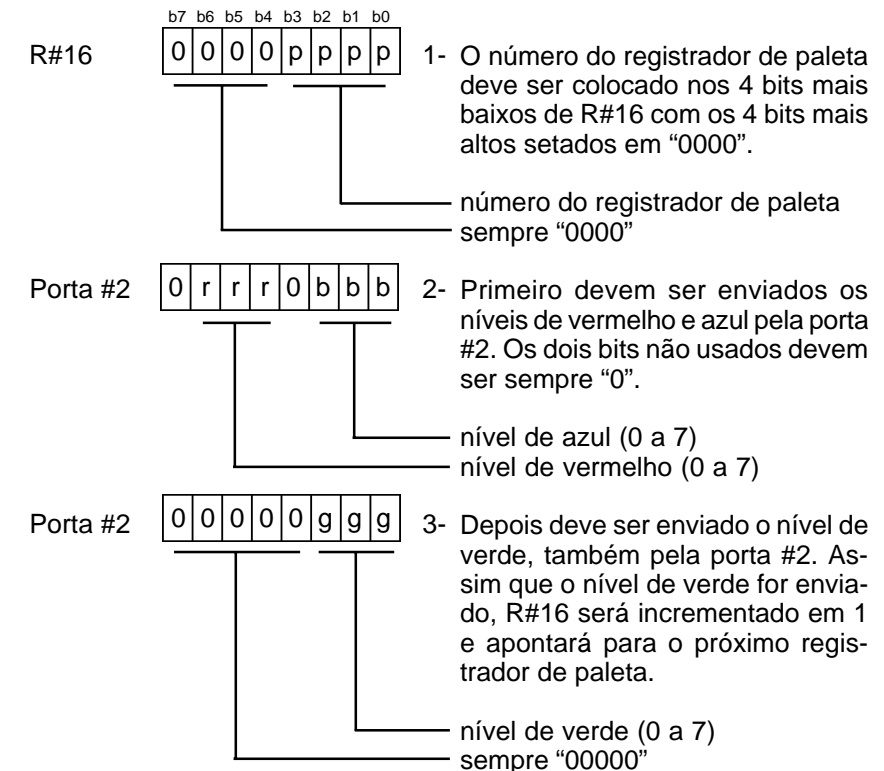 b7 b6 b5 b4 b3 b2 b1 b0
R#16 0 0 0 0 p p p p 1- O número do registrador de paleta
deve ser colocado nos 4 bits mais
baixos de R#16 com os 4 bits mais
altos setados em “0000”.
número do registrador de paleta
sempre “0000”
Porta #2 0 r r r 0 b b b 2- Primeiro devem ser enviados os
níveis de vermelho e azul pela porta
#2. Os dois bits não usados devem
ser sempre “0”.
nível de azul (0 a 7)
nível de vermelho (0 a 7)
Porta #2 0 0 0 0 0 g g g 3- Depois deve ser enviado o nível de
verde, também pela porta #2. As-
sim que o nível de verde for envia-
do, R#16 será incrementado em 1
e apontará para o próximo regis-
trador de paleta.
nível de verde (0 a 7)
sempre “00000”